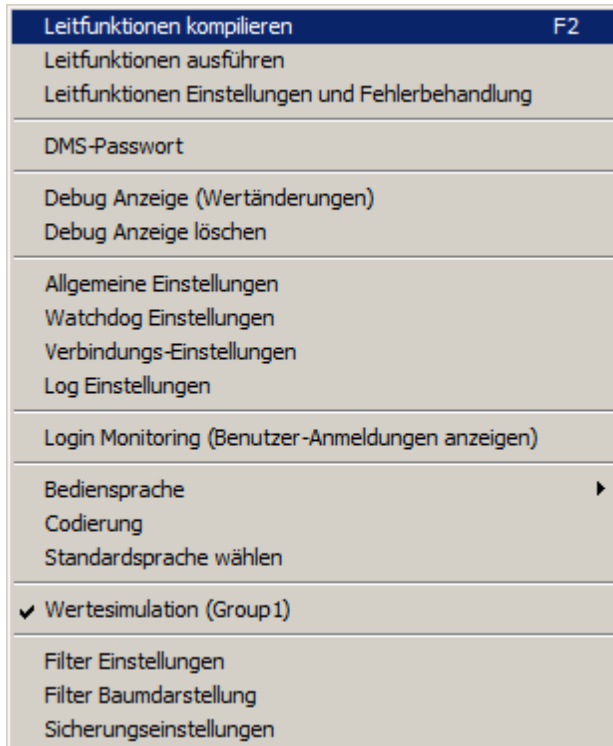 Leitfunktionen kompilieren F2
Leitfunktionen ausführen
Leitfunktionen Einstellungen und Fehlerbehandlung
DMS-Passwort
Debug Anzeige (Wertänderungen)
Debug Anzeige löschen
Allgemeine Einstellungen
Watchdog Einstellungen
Verbindungs-Einstellungen
Log Einstellungen
Login Monitoring (Benutzer-Anmeldungen anzeigen)
Bediensprache
Codierung
Standardsprache wählen
Wertesimulation (Group1)
Filter Einstellungen
Filter Baumdarstellung
Sicherungseinstellungen